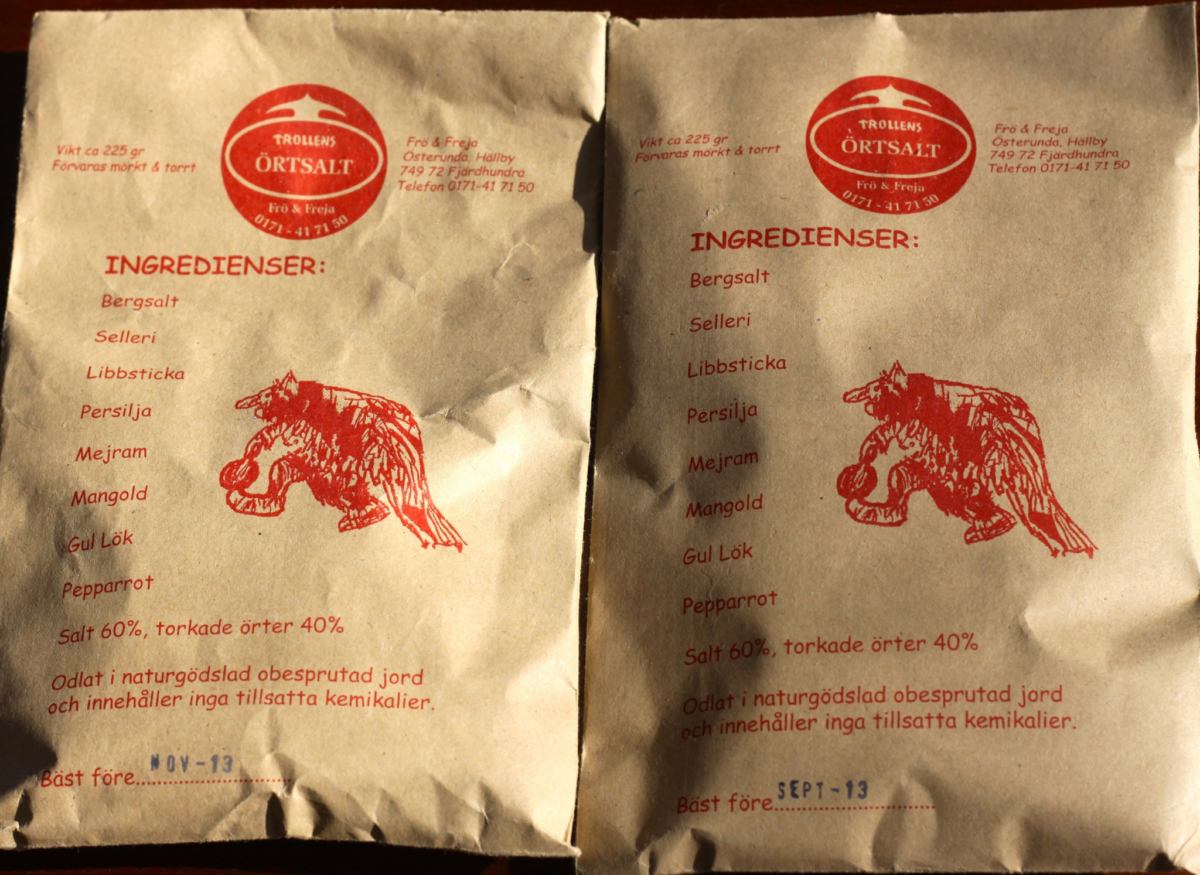 Vikt ca 225 gr
Förvaras mörkt & torrt
TROLLENS
ÖRTSALT
Frö & Freja
0171-41 71 50
Frö & Freja
Österunda, Hällby
749 72 Fjärdhundra
Telefon 0171-41 71 50
INGREDIENSER:
Bergsalt
Selleri
Libbsticka
Persilja
Mejram
Mangold
Gul Lök
Pepparrot
Salt 60%, torkade örter 40%
Odlat i naturgödslad obesprutad jord
och innehåller inga tillsatta kemikalier.
Bäst före NOV-13
Vikt ca 225 gr
Förvaras mörkt & torrt
TROLLENS
ÖRTSALT
Frö & Freja
0171-41 71 50
Frö & Freja
Österunda, Hällby
749 72 Fjärdhundra
Telefon 0171-41 71 50
INGREDIENSER:
Bergsalt
Selleri
Libbsticka
Persilja
Mejram
Mangold
Gul Lök
Pepparrot
Salt 60%, torkade örter 40%
Odlat i naturgödslad obesprutad jord
och innehåller inga tillsatta kemikalier.
Bäst före SEPT-13